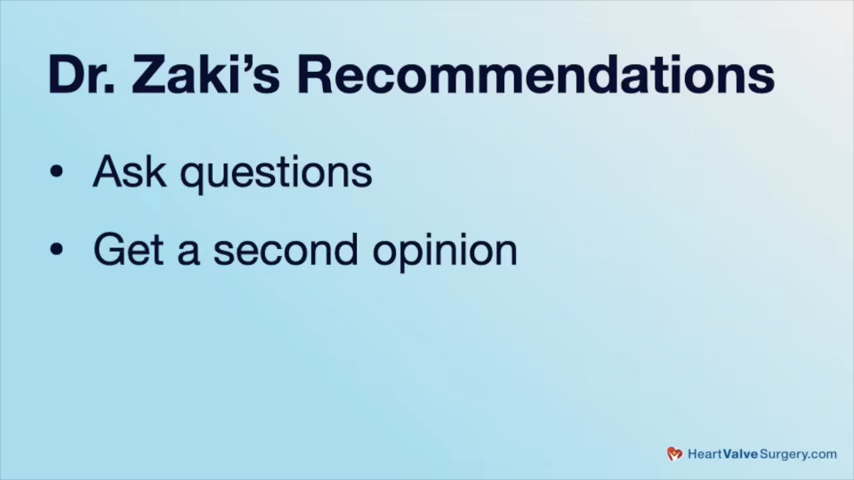 Dr. Zaki’s Recommendations
• Ask questions
• Get a second opinion
HeartValveSurgery.com